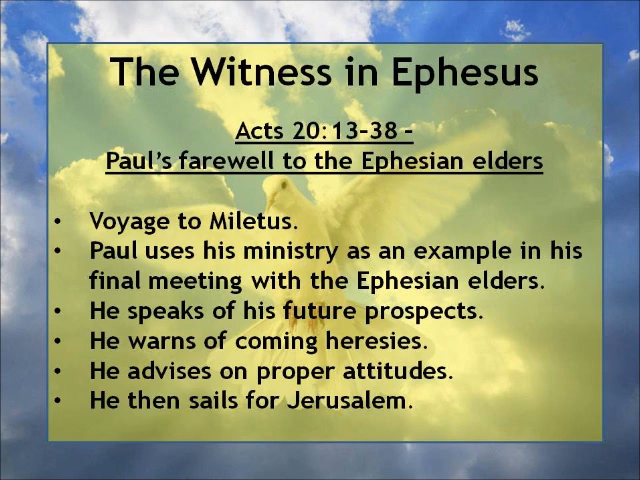 The Witness in Ephesus
Acts 20:13-38 –
Paul's farewell to the Ephesian elders
• Voyage to Miletus.
• Paul uses his ministry as an example in his
final meeting with the Ephesian elders.
• He speaks of his future prospects.
• He warns of coming heresies.
• He advises on proper attitudes.
• He then sails for Jerusalem.